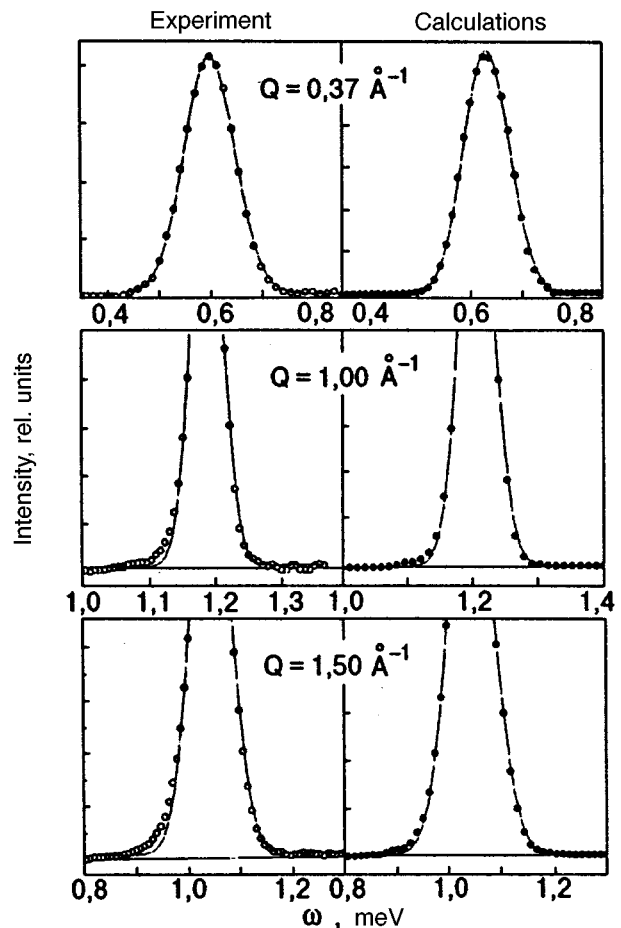 Experiment Calculations
Q = 0,37 Å⁻¹
0,4 0,6 0,8 0,4 0,6 0,8
Q = 1,00 Å⁻¹
1,0 1,1 1,2 1,3 1,0 1,2 1,4
Q = 1,50 Å⁻¹
0,8 1,0 1,2 0,8 1,0 1,2
ω , meV
Intensity, rel. units